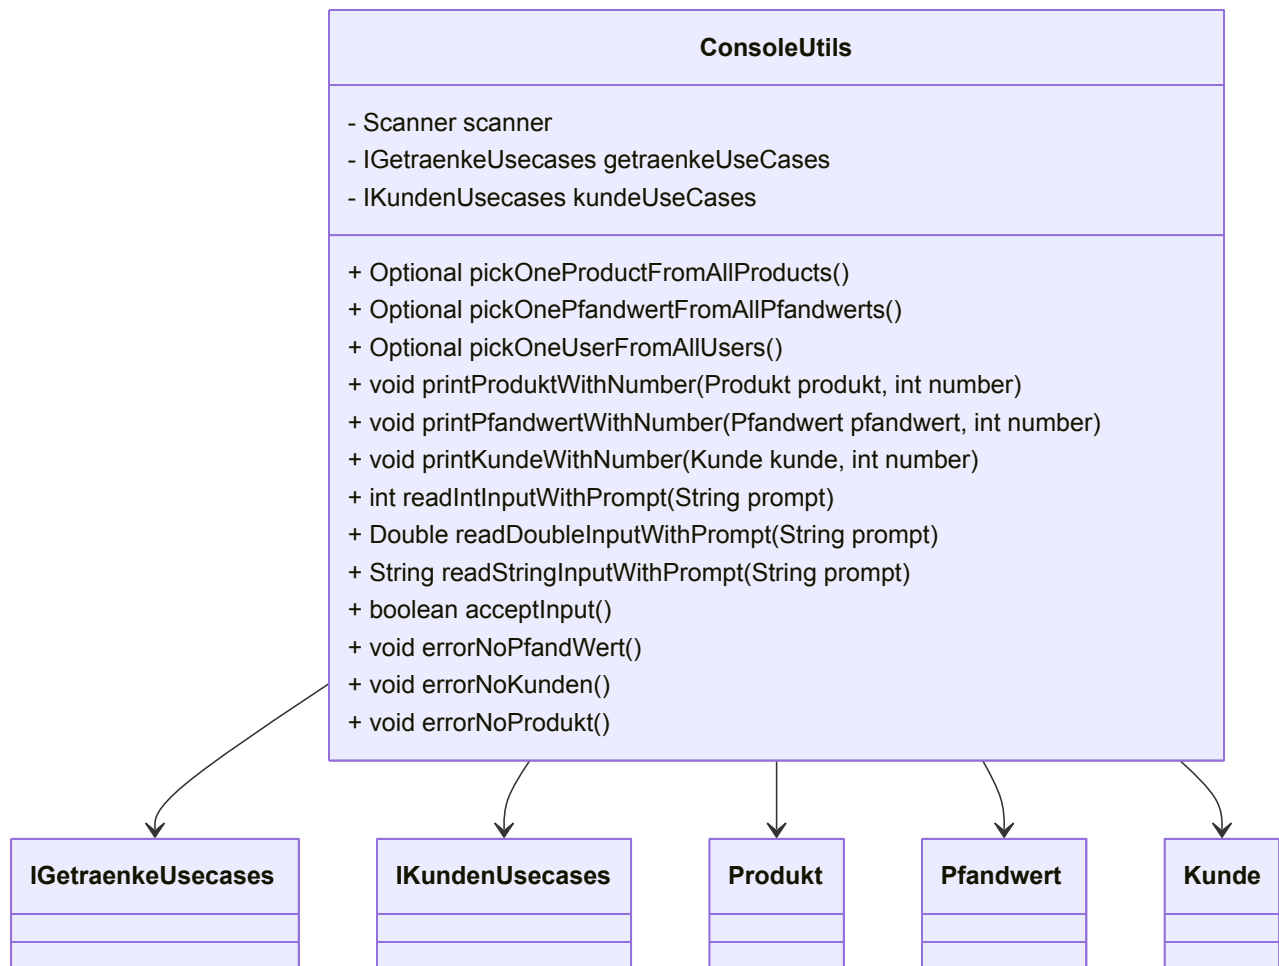 ConsoleUtils
- Scanner scanner
- IGetraenkeUsecases getraenkeUseCases
- IKundenUsecases kundeUseCases
+ Optional pickOneProductFromAllProducts()
+ Optional pickOnePfandwertFromAllPfandwerts()
+ Optional pickOneUserFromAllUsers()
+ void printProduktWithNumber(Produkt produkt, int number)
+ void printPfandwertWithNumber(Pfandwert pfandwert, int number)
+ void printKundeWithNumber(Kunde kunde, int number)
+ int readIntInputWithPrompt(String prompt)
+ Double readDoubleInputWithPrompt(String prompt)
+ String readStringInputWithPrompt(String prompt)
+ boolean acceptInput()
+ void errorNoPfandWert()
+ void errorNoKunden()
+ void errorNoProdukt()
IGetraenkeUsecases
IKundenUsecases
Produkt
Pfandwert
Kunde